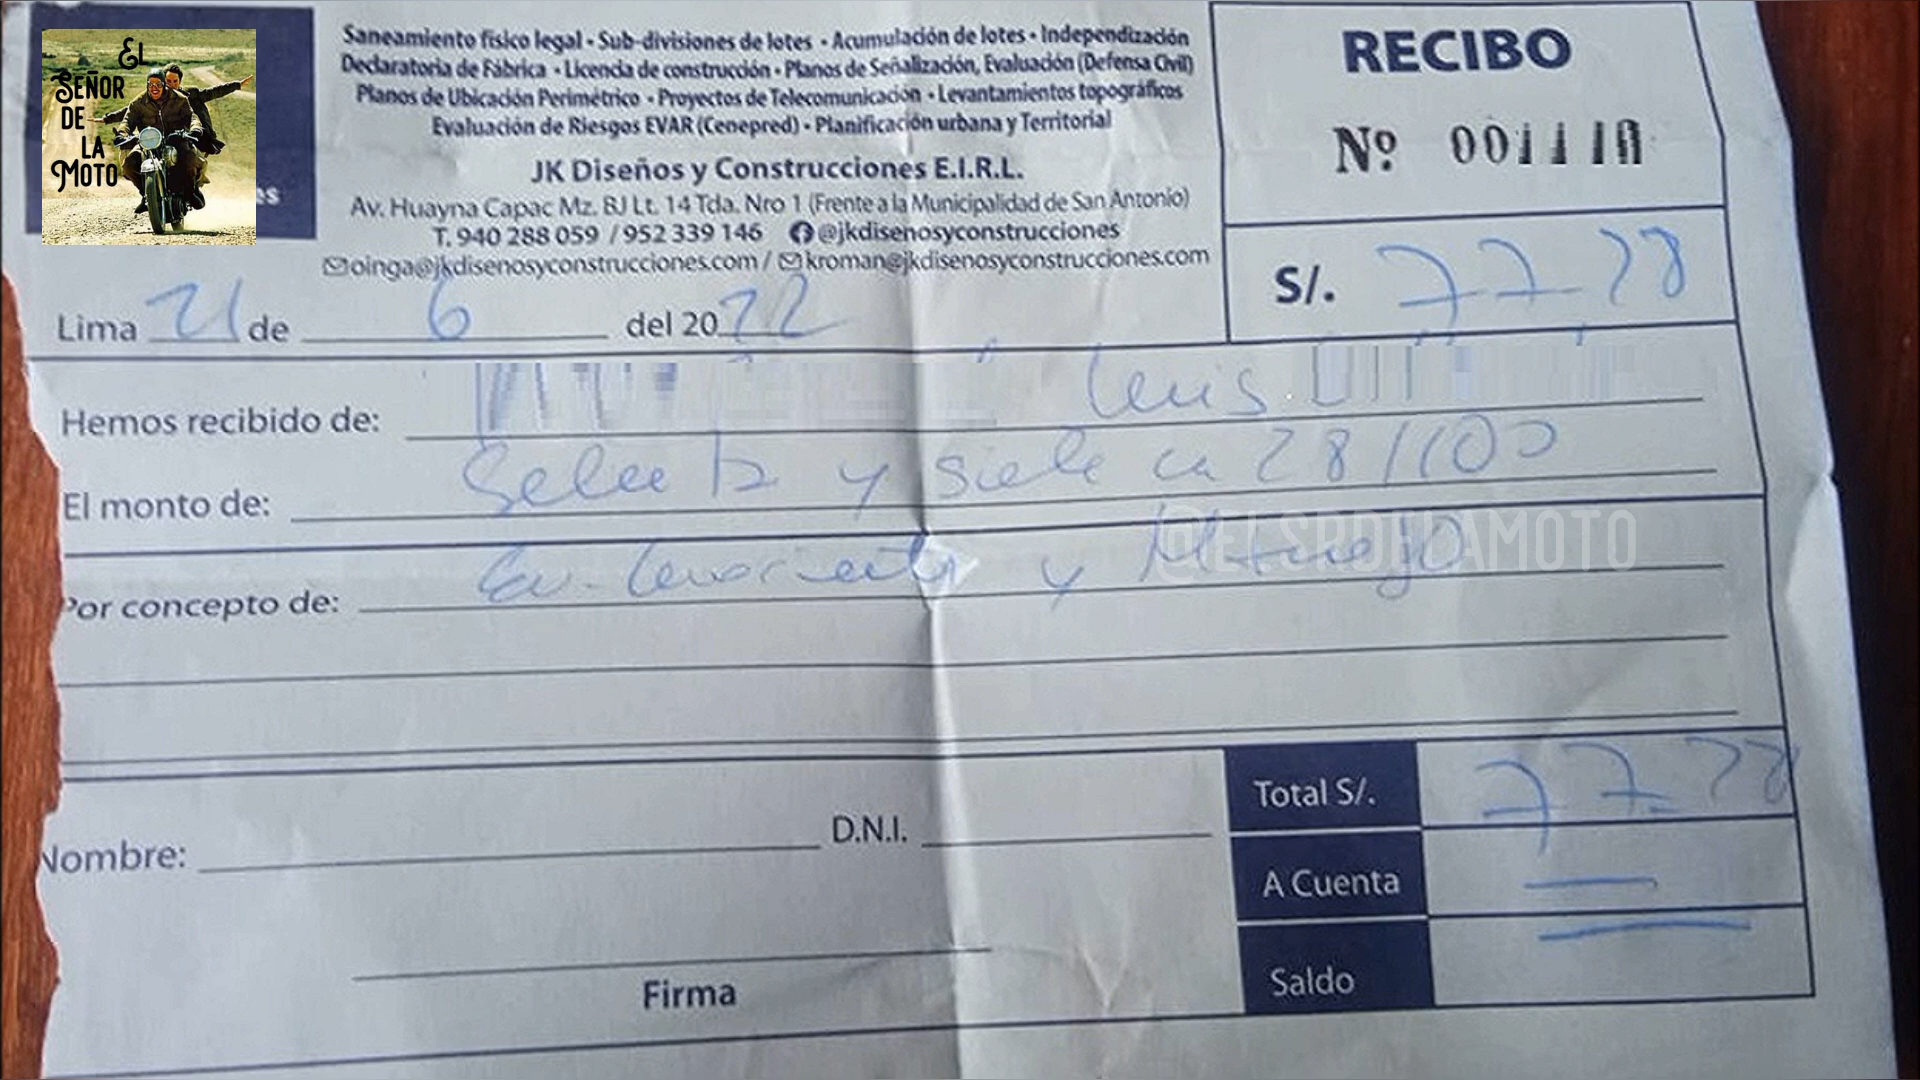 EL
SEÑOR
DE
LA
MOTO
es
Saneamiento físico legal • Sub-divisiones de lotes • Acumulación de lotes • Independización
Declaratoria de Fábrica • Licencia de construcción • Planos de Señalización, Evaluación (Defensa Civil)
Planos de Ubicación Perimétrico • Proyectos de Telecomunicación • Levantamientos topográficos
Evaluación de Riesgos EVAR (Cenepred) • Planificación urbana y Territorial
JK Diseños y Construcciones E.I.R.L.
Av. Huayna Capac Mz. BJ Lt. 14 Tda. Nro 1 (Frente a la Municipalidad de San Antonio)
T. 940 288 059 / 952 339 146 @jkdisenosyconstrucciones
oinga@jkdisenosyconstrucciones.com / kroman@jkdisenosyconstrucciones.com
RECIBO
Nº
S/. 77.28
Lima 21 de 6 del 2022
Hemos recibido de: Luis
El monto de: Setenta y siete con 28/100
@ELSRDELAMOTO
Por concepto de: y
Total S/. 77.28
Nombre: D.N.I.
A Cuenta
Saldo
Firma